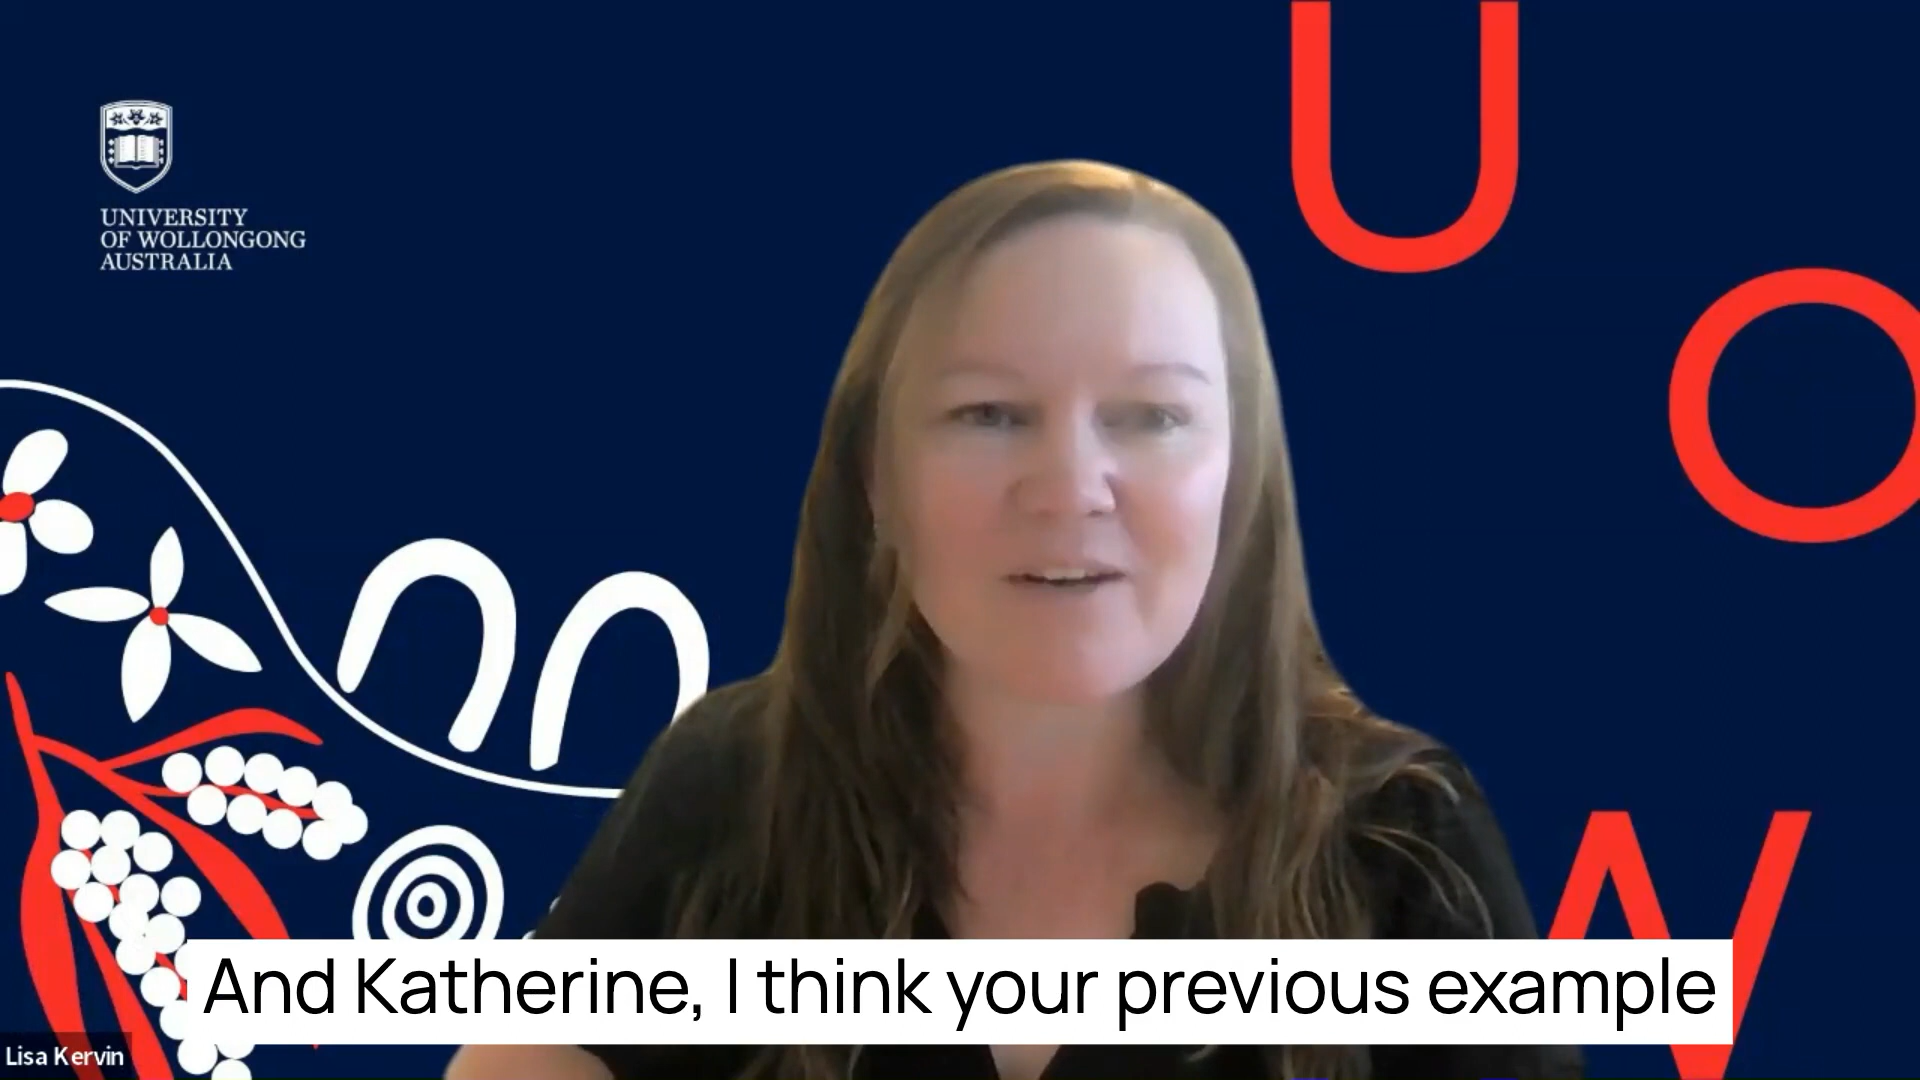 UNIVERSITY
OF WOLLONGONG
AUSTRALIA
U
O
W
And Katherine, I think your previous example
Lisa Kervin